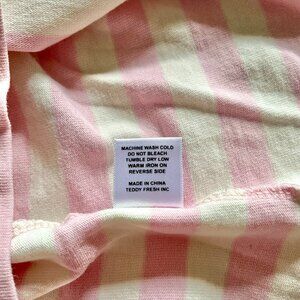 MACHINE WASH COLD
DO NOT BLEACH
TUMBLE DRY LOW
WARM IRON ON
REVERSE SIDE
MADE IN CHINA
TEDDY FRESH INC